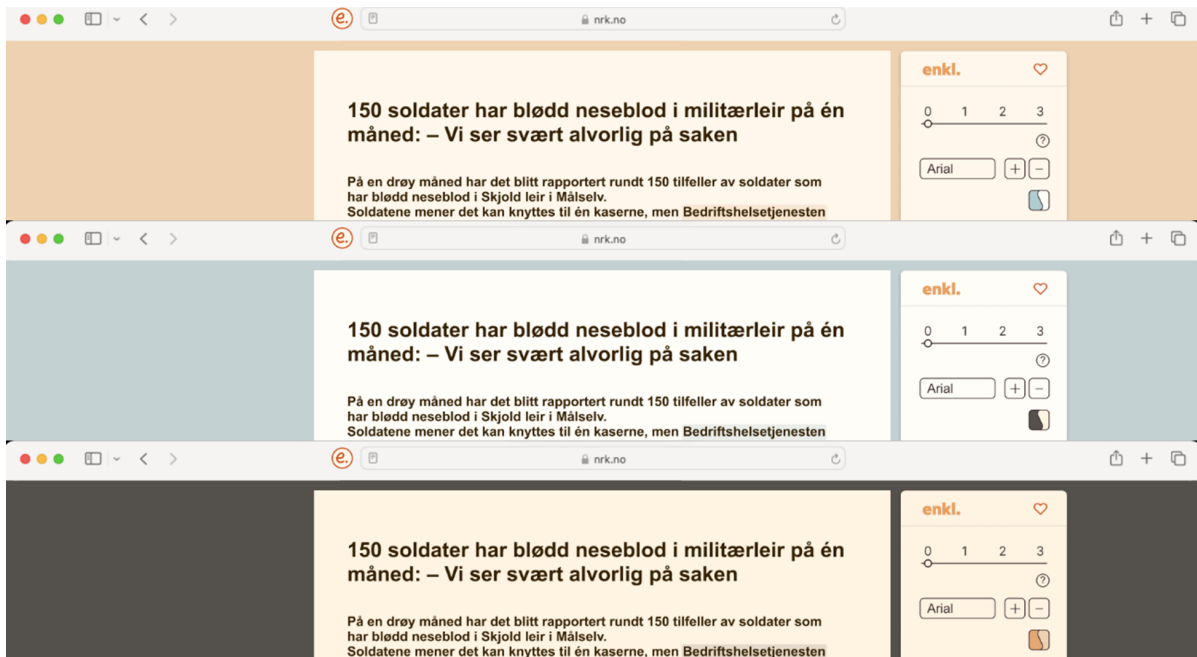 e. nrk.no
enkl.
150 soldater har blødd neseblod i militærleir på én
måned: – Vi ser svært alvorlig på saken
0 1 2 3
?
Arial + −
På en drøy måned har det blitt rapportert rundt 150 tilfeller av soldater som
har blødd neseblod i Skjold leir i Målselv.
Soldatene mener det kan knyttes til én kaserne, men Bedriftshelsetjenesten
e. nrk.no
enkl.
150 soldater har blødd neseblod i militærleir på én
måned: – Vi ser svært alvorlig på saken
0 1 2 3
?
Arial + −
På en drøy måned har det blitt rapportert rundt 150 tilfeller av soldater som
har blødd neseblod i Skjold leir i Målselv.
Soldatene mener det kan knyttes til én kaserne, men Bedriftshelsetjenesten
e. nrk.no
enkl.
150 soldater har blødd neseblod i militærleir på én
måned: – Vi ser svært alvorlig på saken
0 1 2 3
?
Arial + −
På en drøy måned har det blitt rapportert rundt 150 tilfeller av soldater som
har blødd neseblod i Skjold leir i Målselv.
Soldatene mener det kan knyttes til én kaserne, men Bedriftshelsetjenesten